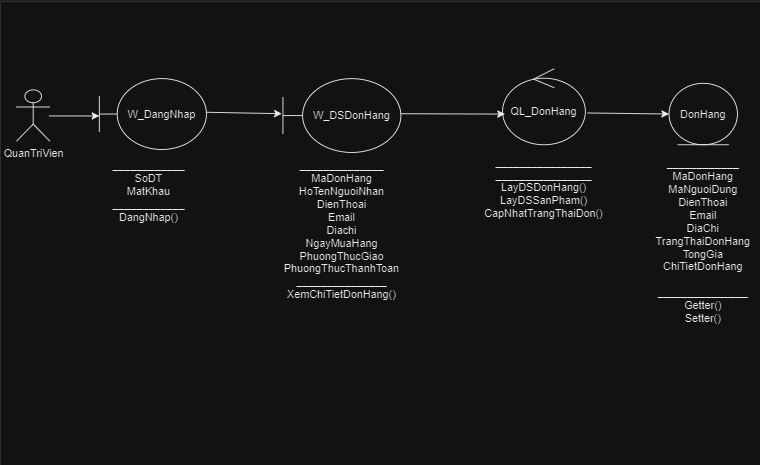 W_DangNhap
W_DSDonHang
QL_DonHang
DonHang
QuanTriVien
SoDT
MatKhau
DangNhap()
MaDonHang
HoTenNguoiNhan
DienThoai
Email
Diachi
NgayMuaHang
PhuongThucGiao
PhuongThucThanhToan
XemChiTietDonHang()
LayDSDonHang()
LayDSSanPham()
CapNhatTrangThaiDon()
MaDonHang
MaNguoiDung
DienThoai
Email
DiaChi
TrangThaiDonHang
TongGia
ChiTietDonHang
Getter()
Setter()